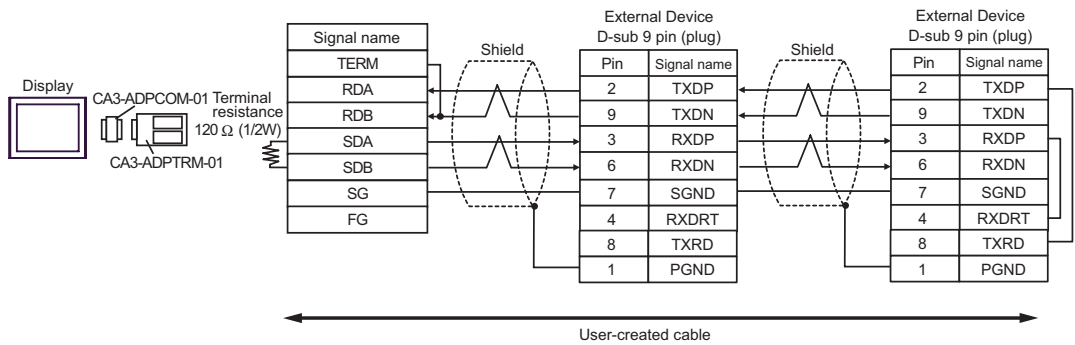 Display
CA3-ADPCOM-01
CA3-ADPTRM-01
Terminal
resistance
120 Ω (1/2W)
Signal name
TERM
RDA
RDB
SDA
SDB
SG
FG
Shield
External Device
D-sub 9 pin (plug)
Pin Signal name
2 TXDP
9 TXDN
3 RXDP
6 RXDN
7 SGND
4 RXDRT
8 TXRD
1 PGND
Shield
External Device
D-sub 9 pin (plug)
Pin Signal name
2 TXDP
9 TXDN
3 RXDP
6 RXDN
7 SGND
4 RXDRT
8 TXRD
1 PGND
User-created cable